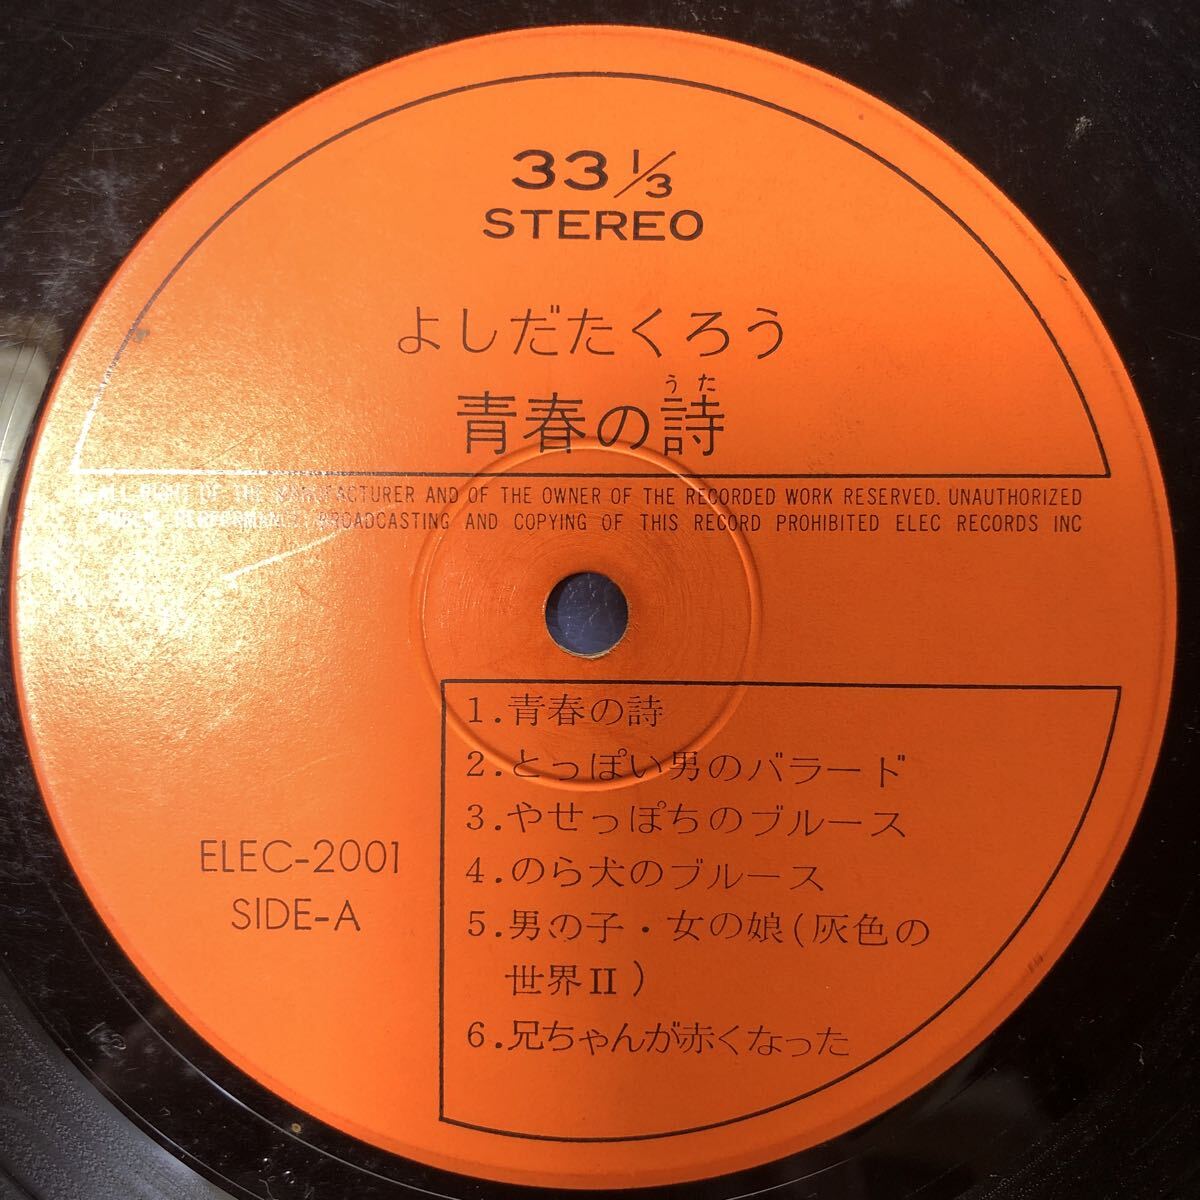 33 1/3
STEREO
よしだたくろう
うた
青春の詩
ALL RIGHT OF THE MANUFACTURER AND OF THE OWNER OF THE RECORDED WORK RESERVED. UNAUTHORIZED
PUBLIC PERFORMANCE, BROADCASTING AND COPYING OF THIS RECORD PROHIBITED ELEC RECORDS INC
1.青春の詩
2.とっぽい男のバラード
3.やせっぽちのブルース
4.のら犬のブルース
5.男の子・女の娘(灰色の
世界II)
6.兄ちゃんが赤くなった
ELEC-2001
SIDE-A